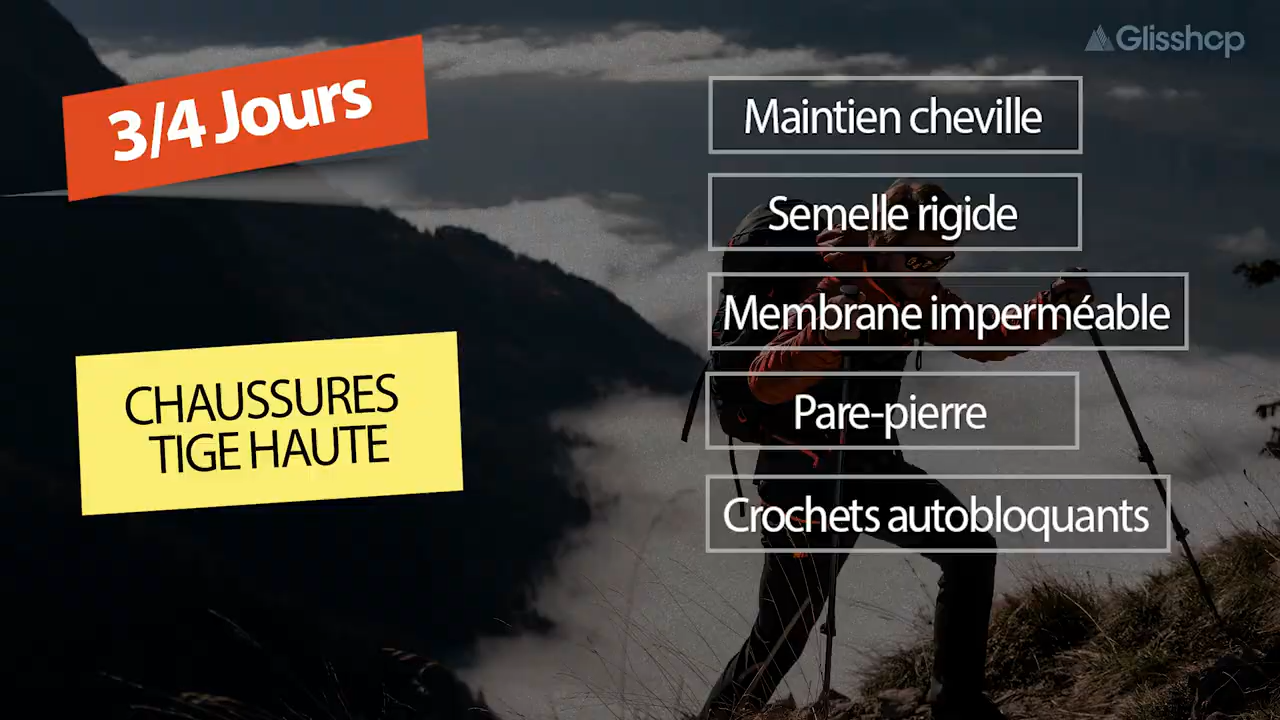 Glisshop
3/4 Jours
CHAUSSURES
TIGE HAUTE
Maintien cheville
Semelle rigide
Membrane imperméable
Pare-pierre
Crochets autobloquants